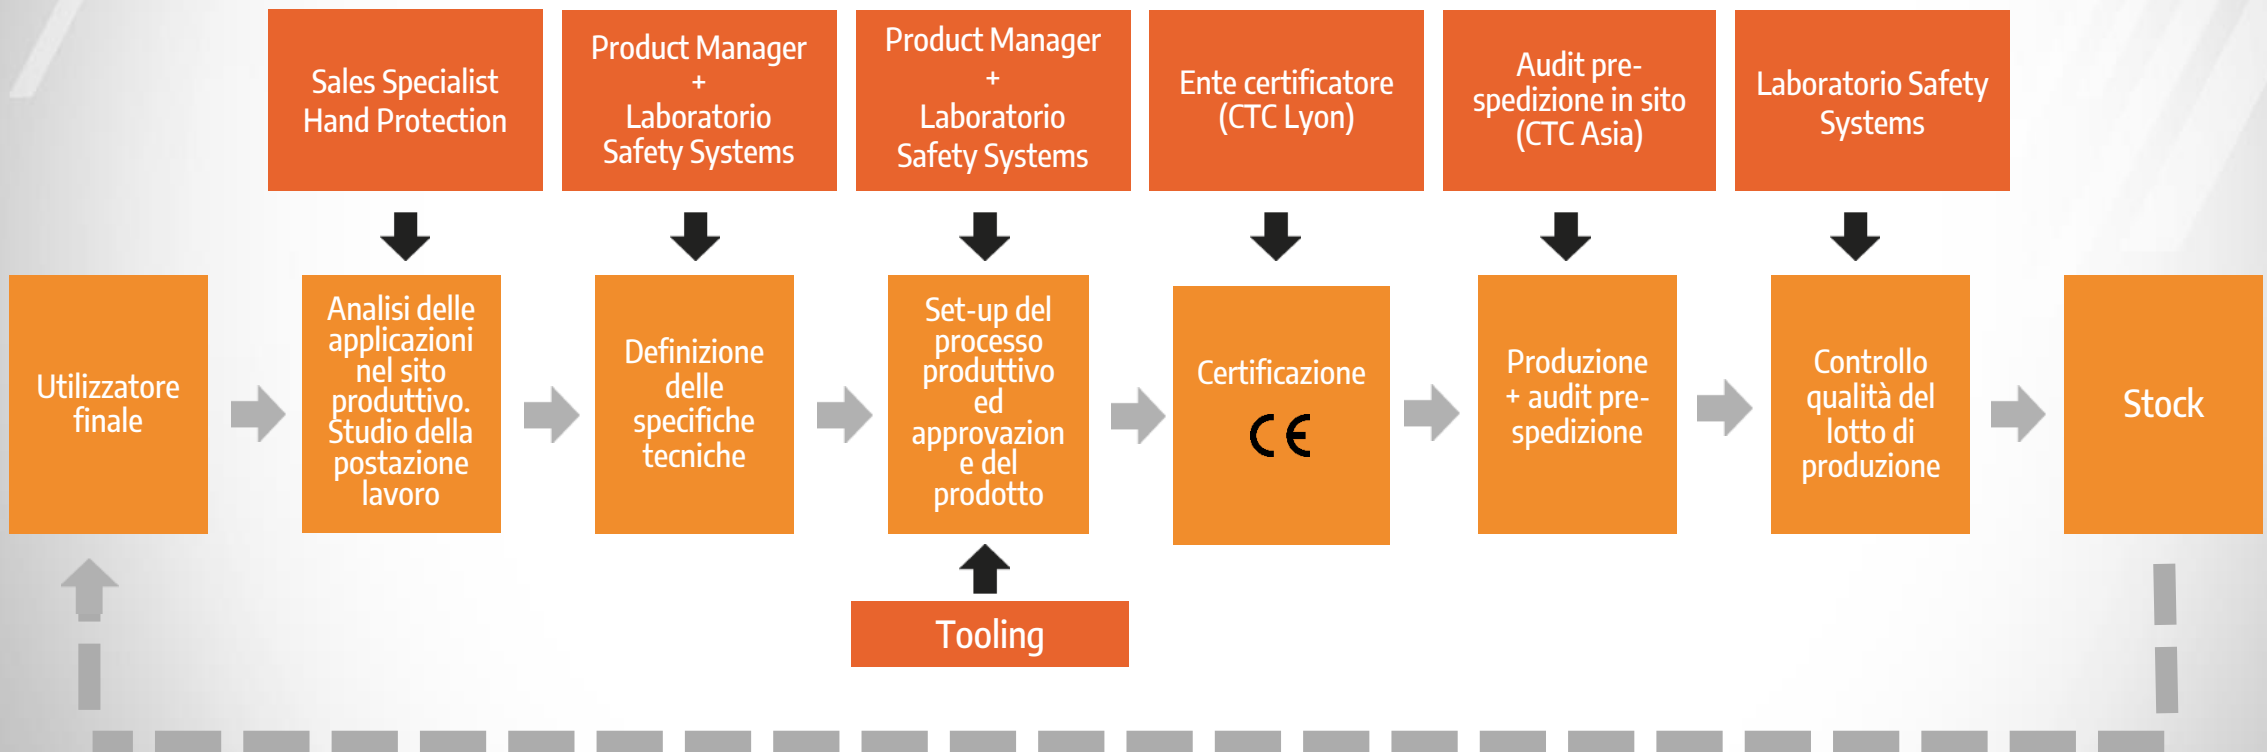 Sales Specialist
Hand Protection
Product Manager
+
Laboratorio
Safety Systems
Product Manager
+
Laboratorio
Safety Systems
Ente certificatore
(CTC Lyon)
Audit pre-
spedizione in sito
(CTC Asia)
Laboratorio Safety
Systems
Utilizzatore
finale
Analisi delle
applicazioni
nel sito
produttivo.
Studio della
postazione
lavoro
Definizione
delle
specifiche
tecniche
Set-up del
processo
produttivo
ed
approvazion
e del
prodotto
Certificazione
CE
Produzione
+ audit pre-
spedizione
Controllo
qualità del
lotto di
produzione
Stock
Tooling